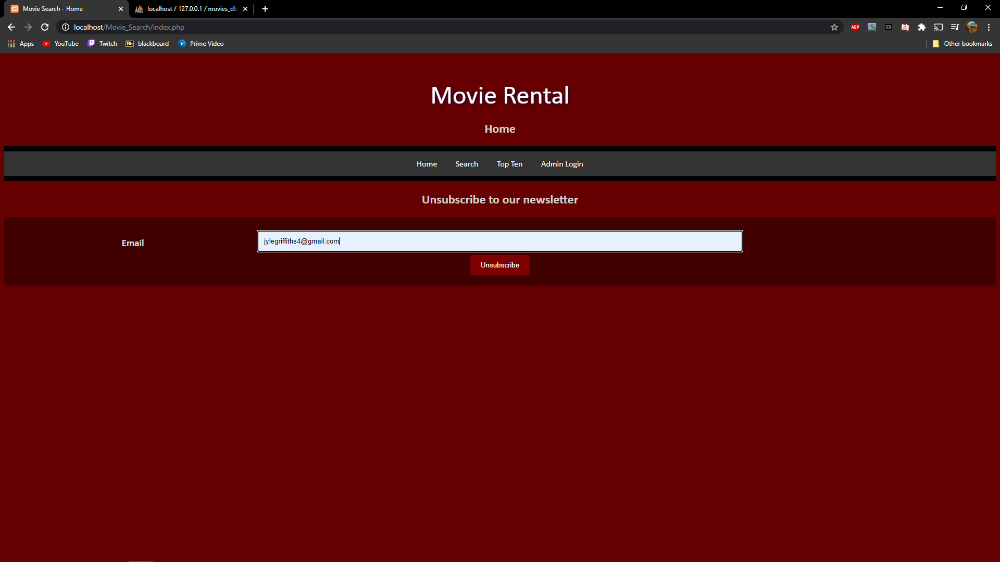 Movie Search - Home
localhost / 127.0.0.1 / movies_db
localhost/Movie_Search/index.php
ABP
Apps
YouTube
Twitch
Bb
blackboard
Prime Video
Other bookmarks
Movie Rental
Home
Home Search Top Ten Admin Login
Unsubscribe to our newsletter
Email
jylegriffiths4@gmail.com
Unsubscribe